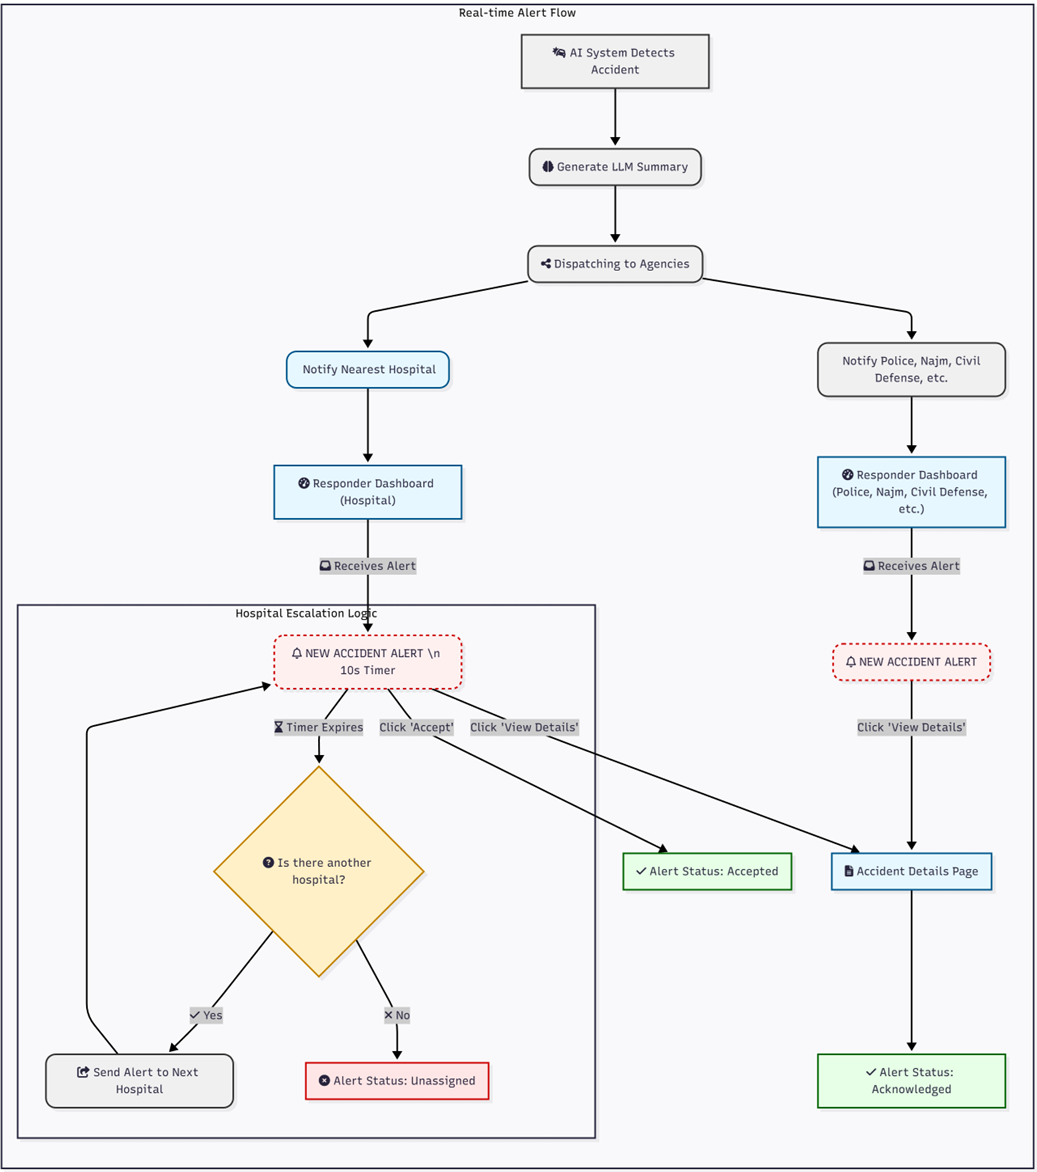 Real-time Alert Flow
AI System Detects
Accident
Generate LLM Summary
Dispatching to Agencies
Notify Nearest Hospital
Notify Police, Najm, Civil
Defense, etc.
Responder Dashboard
(Hospital)
Responder Dashboard
(Police, Najm, Civil Defense,
etc.)
Receives Alert
Receives Alert
Hospital Escalation Logic
NEW ACCIDENT ALERT \n
10s Timer
NEW ACCIDENT ALERT
Timer Expires
Click 'Accept'
Click 'View Details'
Click 'View Details'
Is there another
hospital?
Alert Status: Accepted
Accident Details Page
Yes
No
Send Alert to Next
Hospital
Alert Status: Unassigned
Alert Status:
Acknowledged